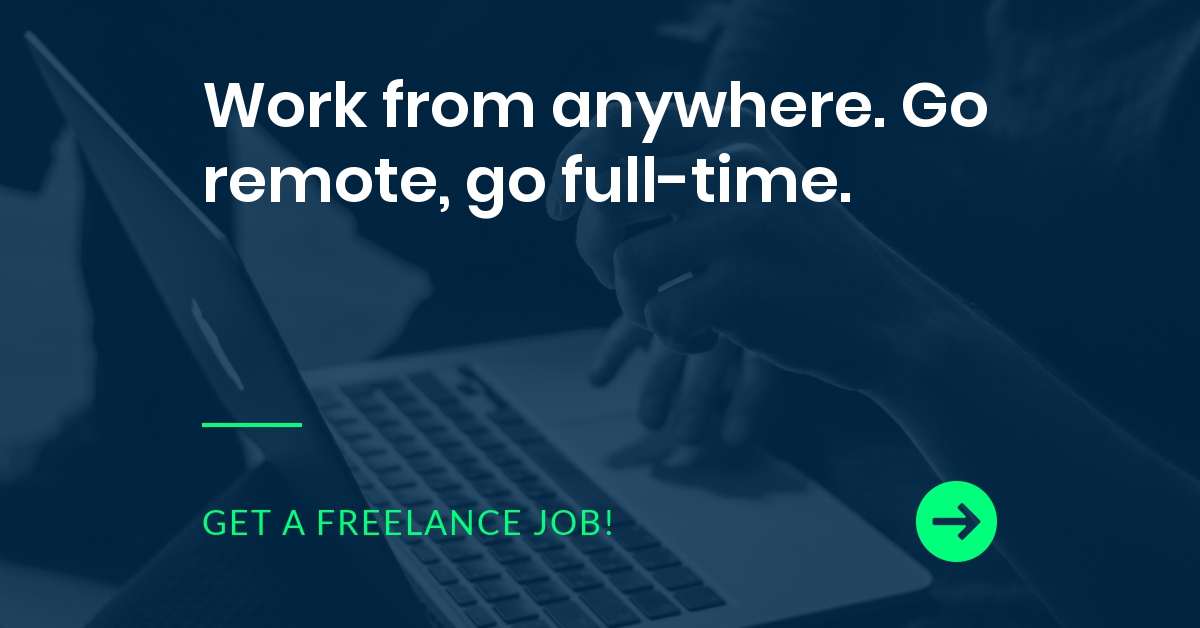 Work from anywhere. Go
remote, go full-time.
GET A FREELANCE JOB!